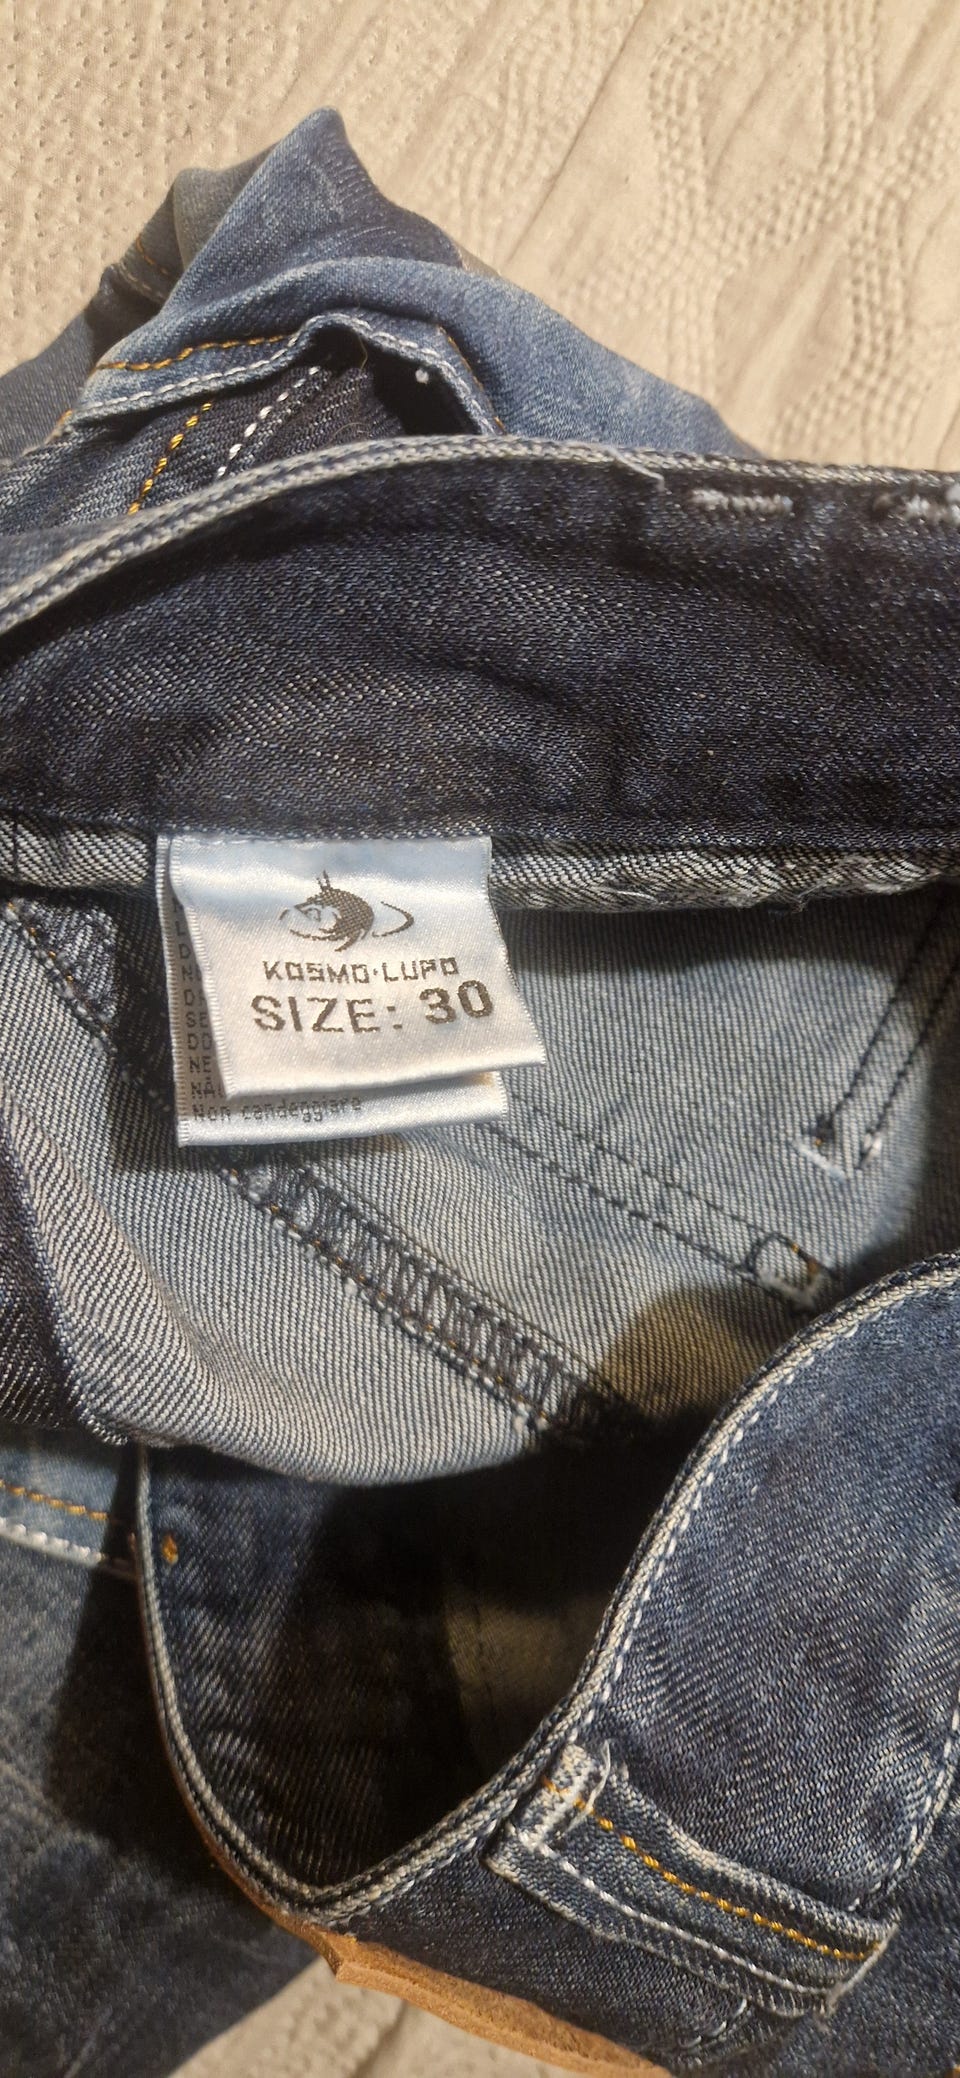 KOSMO·LUPO
SIZE: 30
Non candeggiare